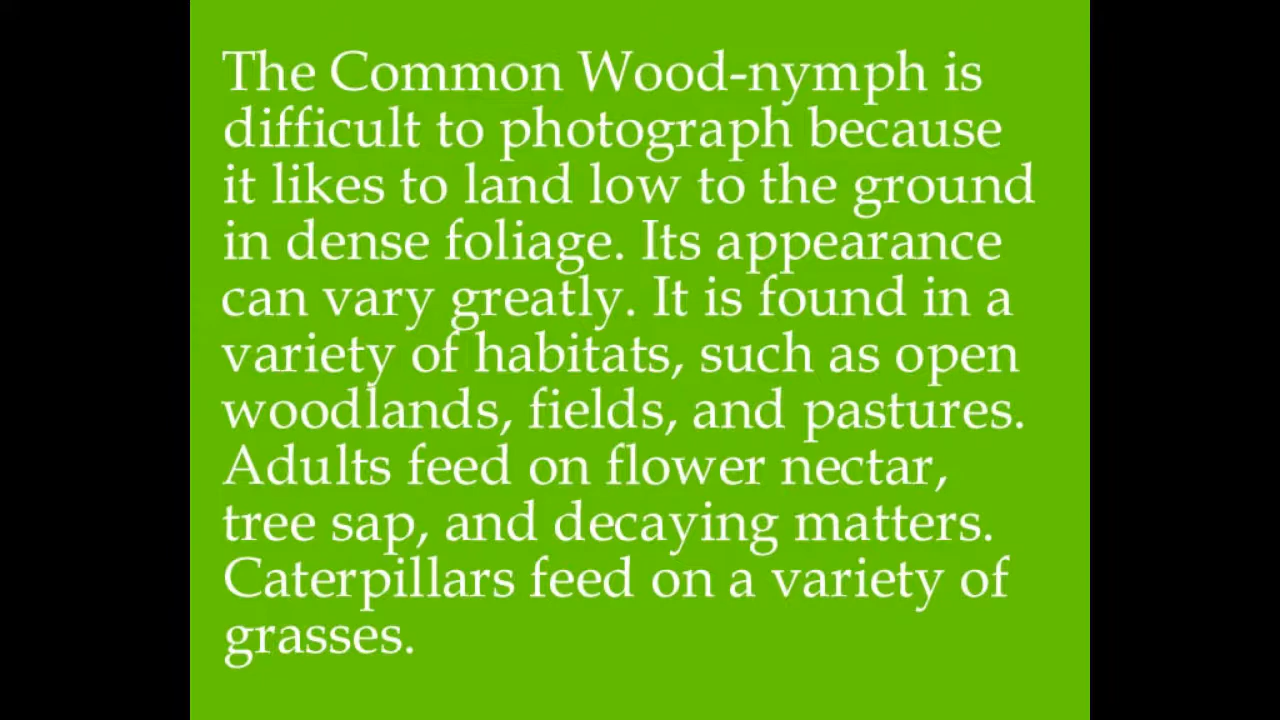 The Common Wood-nymph is
difficult to photograph because
it likes to land low to the ground
in dense foliage. Its appearance
can vary greatly. It is found in a
variety of habitats, such as open
woodlands, fields, and pastures.
Adults feed on flower nectar,
tree sap, and decaying matters.
Caterpillars feed on a variety of
grasses.